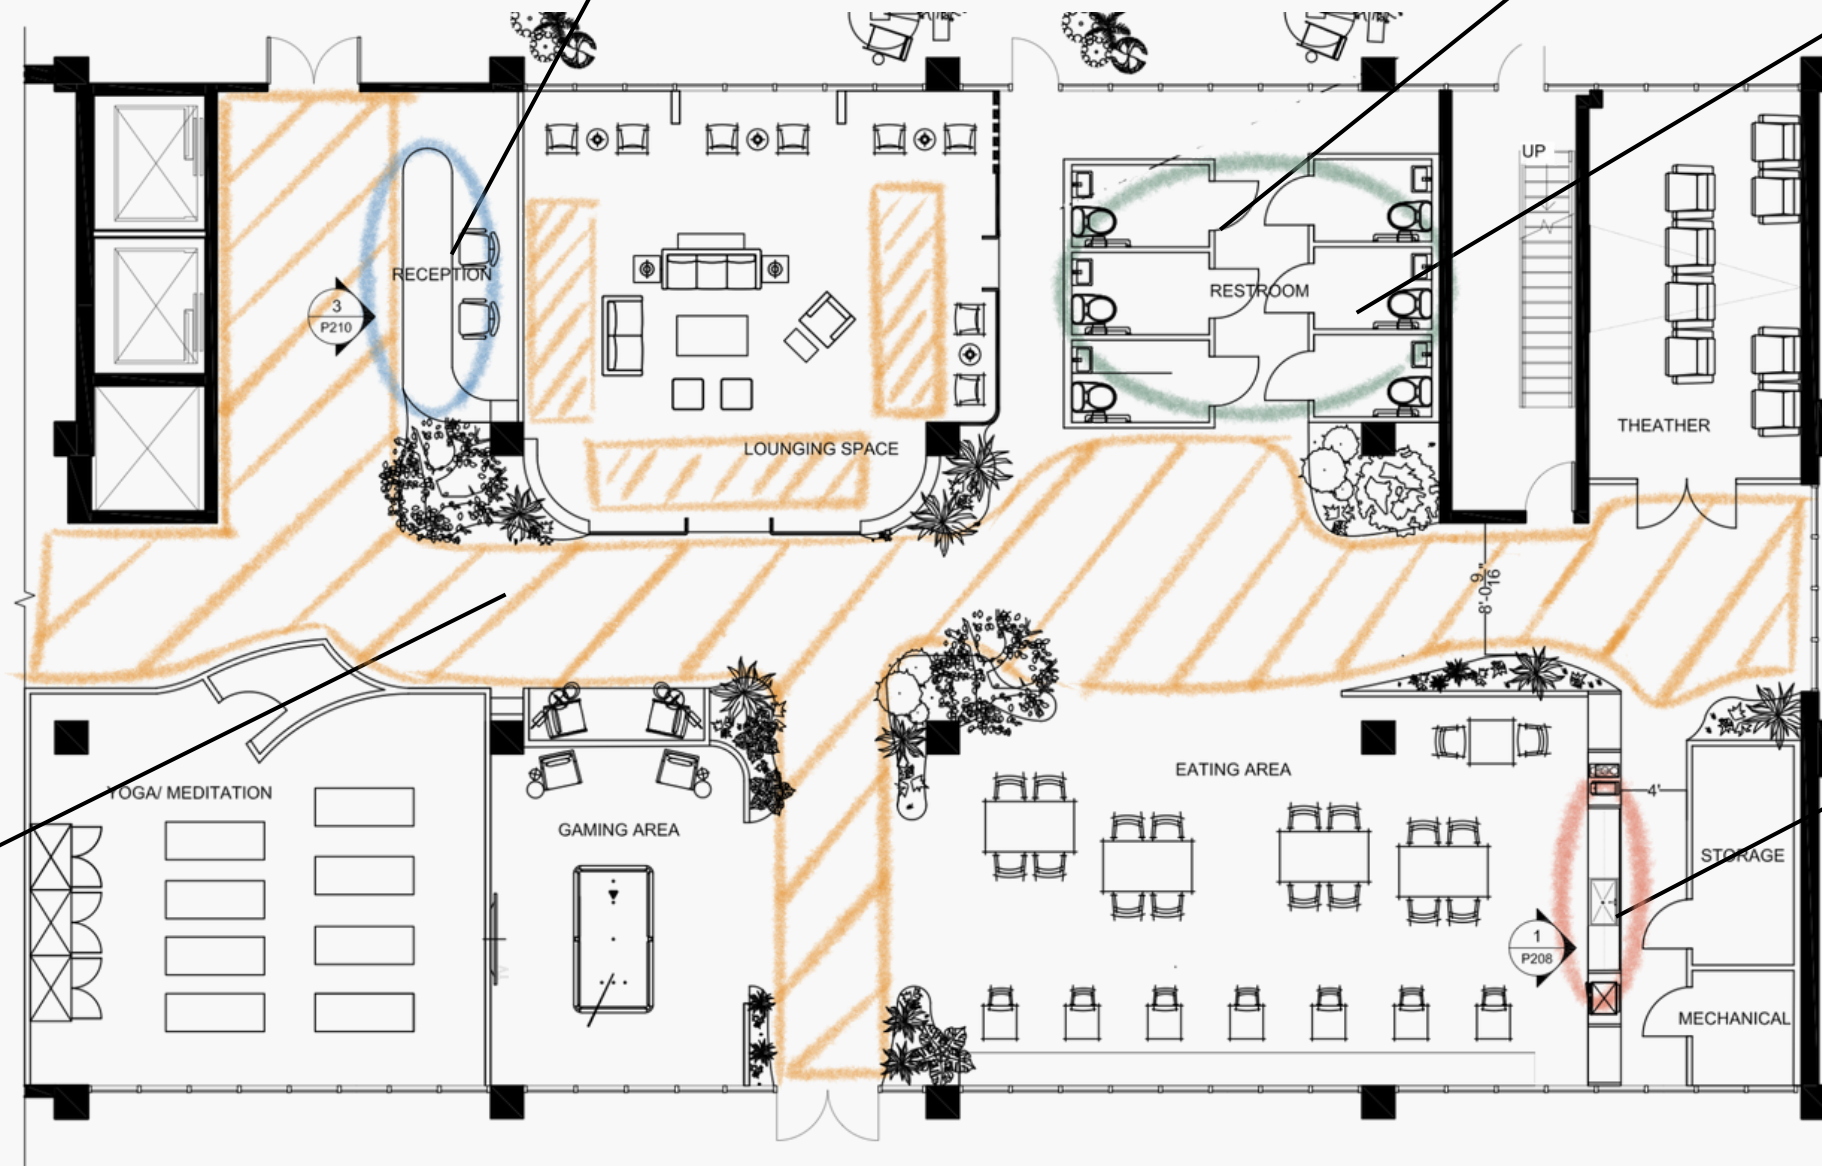 UP
RECEPTION
3
P210
RESTROOM
THEATHER
LOUNGING SPACE
8'-0 9"
16
YOGA/ MEDITATION
GAMING AREA
EATING AREA
4'
STORAGE
1
P208
MECHANICAL